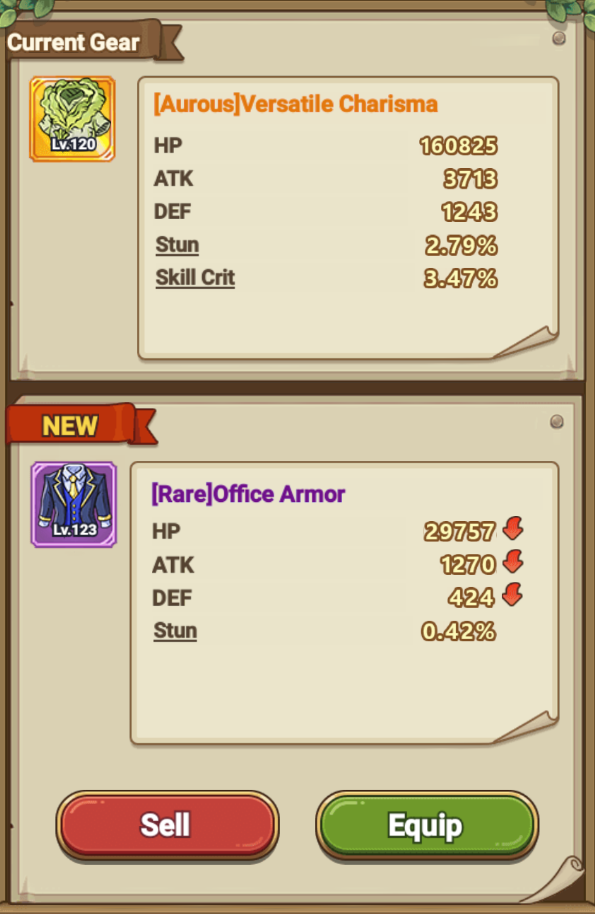 Current Gear
Lv.120
[Aurous]Versatile Charisma
HP 160825
ATK 3713
DEF 1243
Stun 2.79%
Skill Crit 3.47%
NEW
Lv.123
[Rare]Office Armor
HP 29757
ATK 1270
DEF 424
Stun 0.42%
Sell
Equip